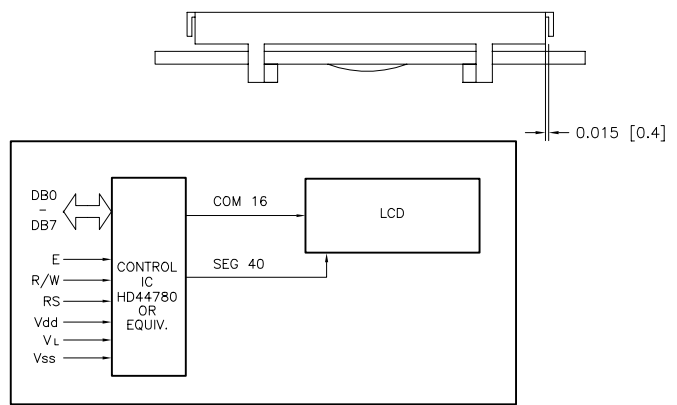 0.015 [0.4]
DB0
-
DB7
E
R/W
RS
Vdd
VL
Vss
CONTROL
IC
HD44780
OR
EQUIV.
COM 16
SEG 40
LCD